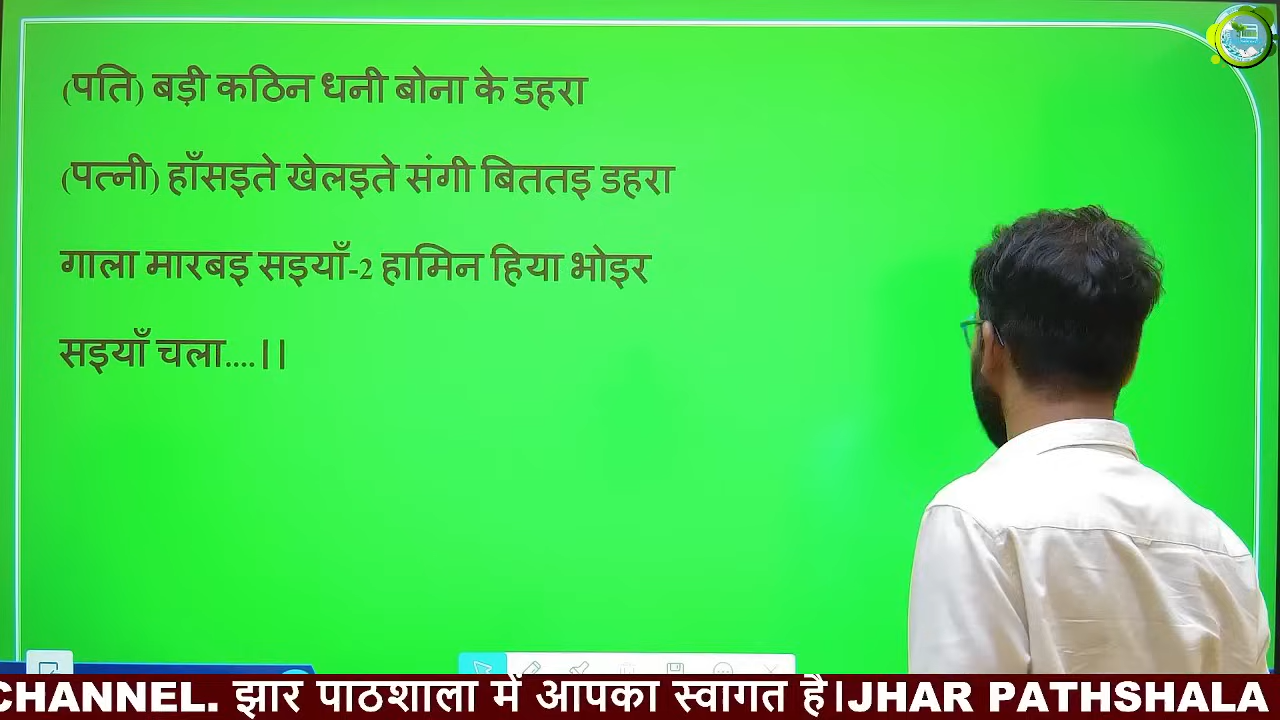 (पति) बड़ी कठिन धनी बोना के डहरा
(पत्नी) हाँसइते खेलइते संगी बिततइ डहरा
गाला मारबइ सइयाँ-2 हामिन हिया भोइर
सइयाँ चला....।।
CHANNEL. झार पाठशाला में आपका स्वागत है।JHAR PATHSHALA